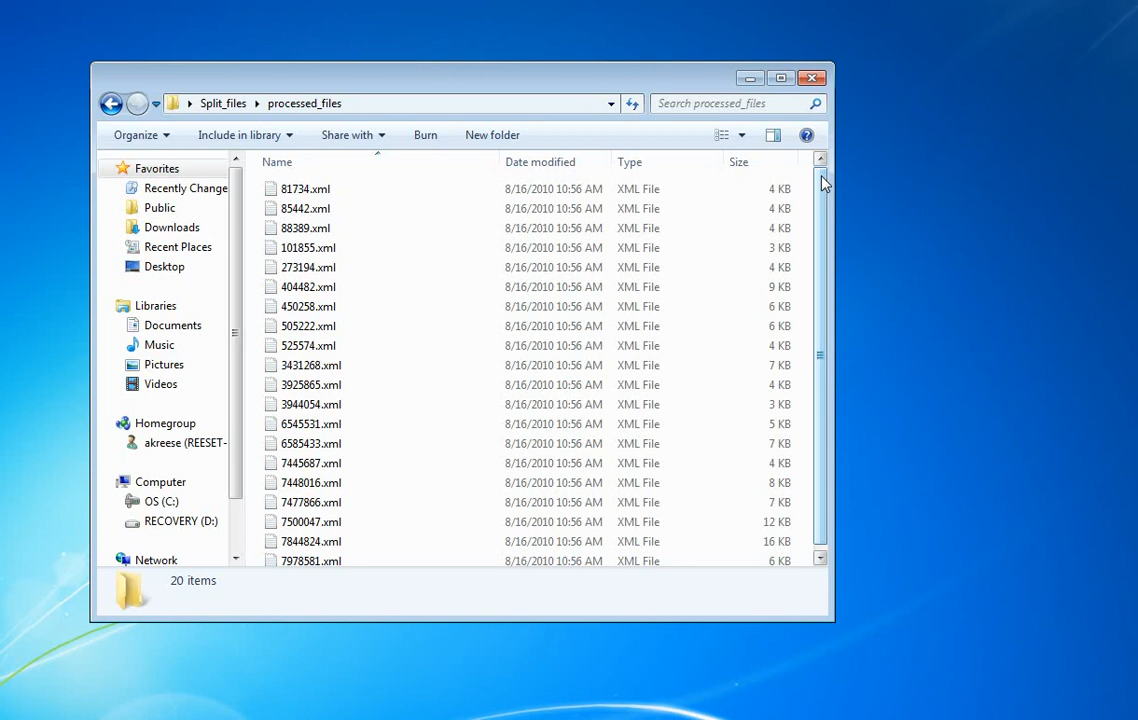 Split_files processed_files Search processed_files
Organize Include in library Share with Burn New folder
Favorites
Recently Change
Public
Downloads
Recent Places
Desktop
Libraries
Documents
Music
Pictures
Videos
Homegroup
akreese (REESET-
Computer
OS (C:)
RECOVERY (D:)
Network
Name Date modified Type Size
81734.xml 8/16/2010 10:56 AM XML File 4 KB
85442.xml 8/16/2010 10:56 AM XML File 4 KB
88389.xml 8/16/2010 10:56 AM XML File 4 KB
101855.xml 8/16/2010 10:56 AM XML File 3 KB
273194.xml 8/16/2010 10:56 AM XML File 4 KB
404482.xml 8/16/2010 10:56 AM XML File 9 KB
450258.xml 8/16/2010 10:56 AM XML File 6 KB
505222.xml 8/16/2010 10:56 AM XML File 6 KB
525574.xml 8/16/2010 10:56 AM XML File 4 KB
3431268.xml 8/16/2010 10:56 AM XML File 7 KB
3925865.xml 8/16/2010 10:56 AM XML File 4 KB
3944054.xml 8/16/2010 10:56 AM XML File 3 KB
6545531.xml 8/16/2010 10:56 AM XML File 5 KB
6585433.xml 8/16/2010 10:56 AM XML File 7 KB
7445687.xml 8/16/2010 10:56 AM XML File 4 KB
7448016.xml 8/16/2010 10:56 AM XML File 8 KB
7477866.xml 8/16/2010 10:56 AM XML File 7 KB
7500047.xml 8/16/2010 10:56 AM XML File 12 KB
7844824.xml 8/16/2010 10:56 AM XML File 16 KB
7978581.xml 8/16/2010 10:56 AM XML File 6 KB
20 items